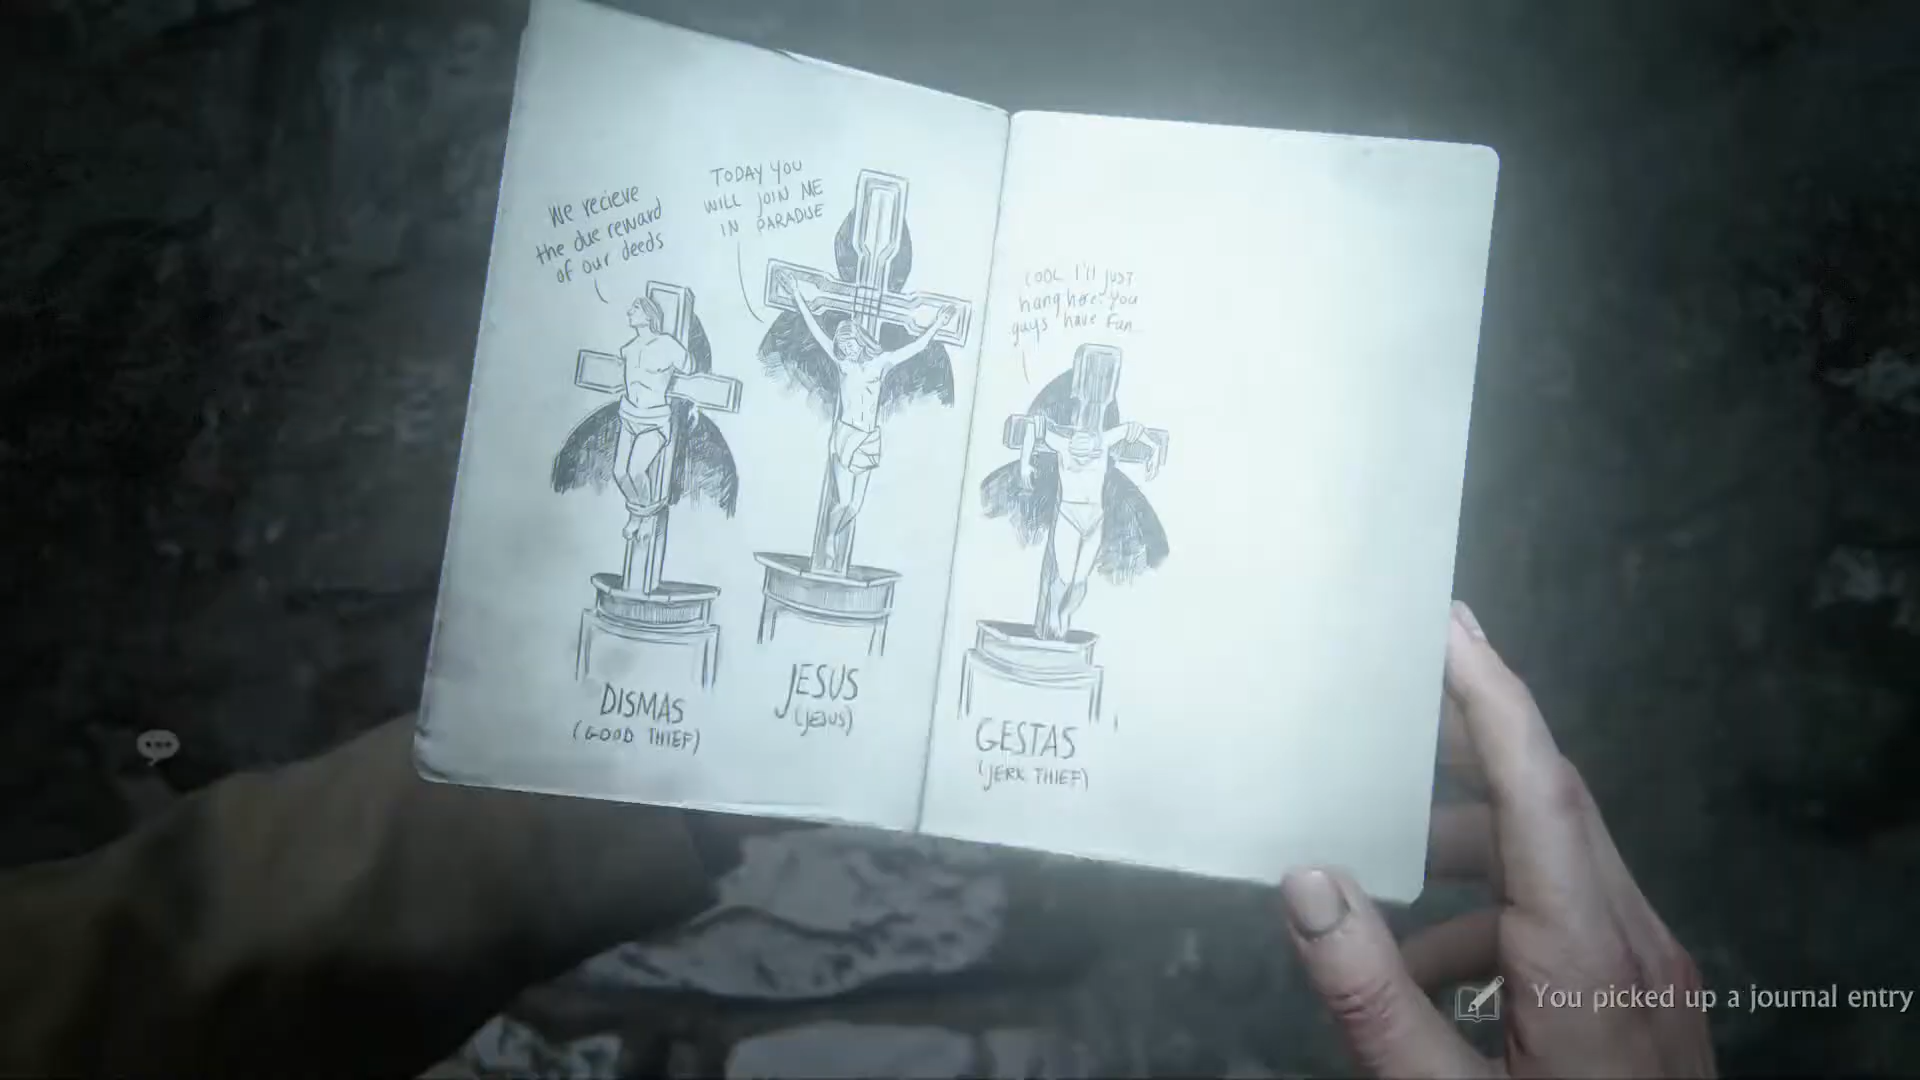 We recieve
the due reward
of our deeds
TODAY YOU
WILL JOIN ME
IN PARADISE
COOL I'll JUST
hang here. You
guys have fun
DISMAS
(GOOD THIEF)
JESUS
(JESUS)
GESTAS
(JERK THIEF)
You picked up a journal entry